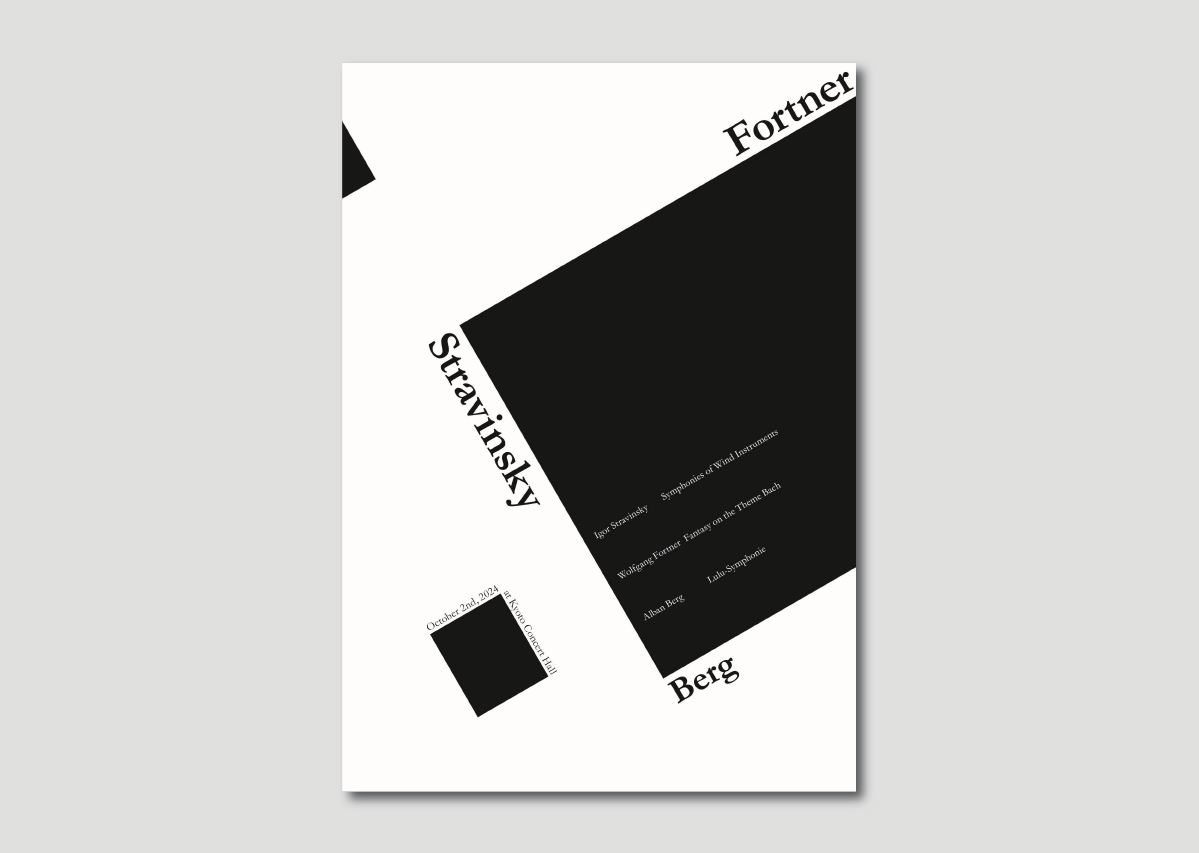 Fortner
Stravinsky
Igor Stravinsky Symphonies of Wind Instruments
Wolfgang Fortner Fantasy on the Theme Bach
Alban Berg Lulu-Symphonie
October 2nd, 2024
at Kyoto Concert Hall
Berg